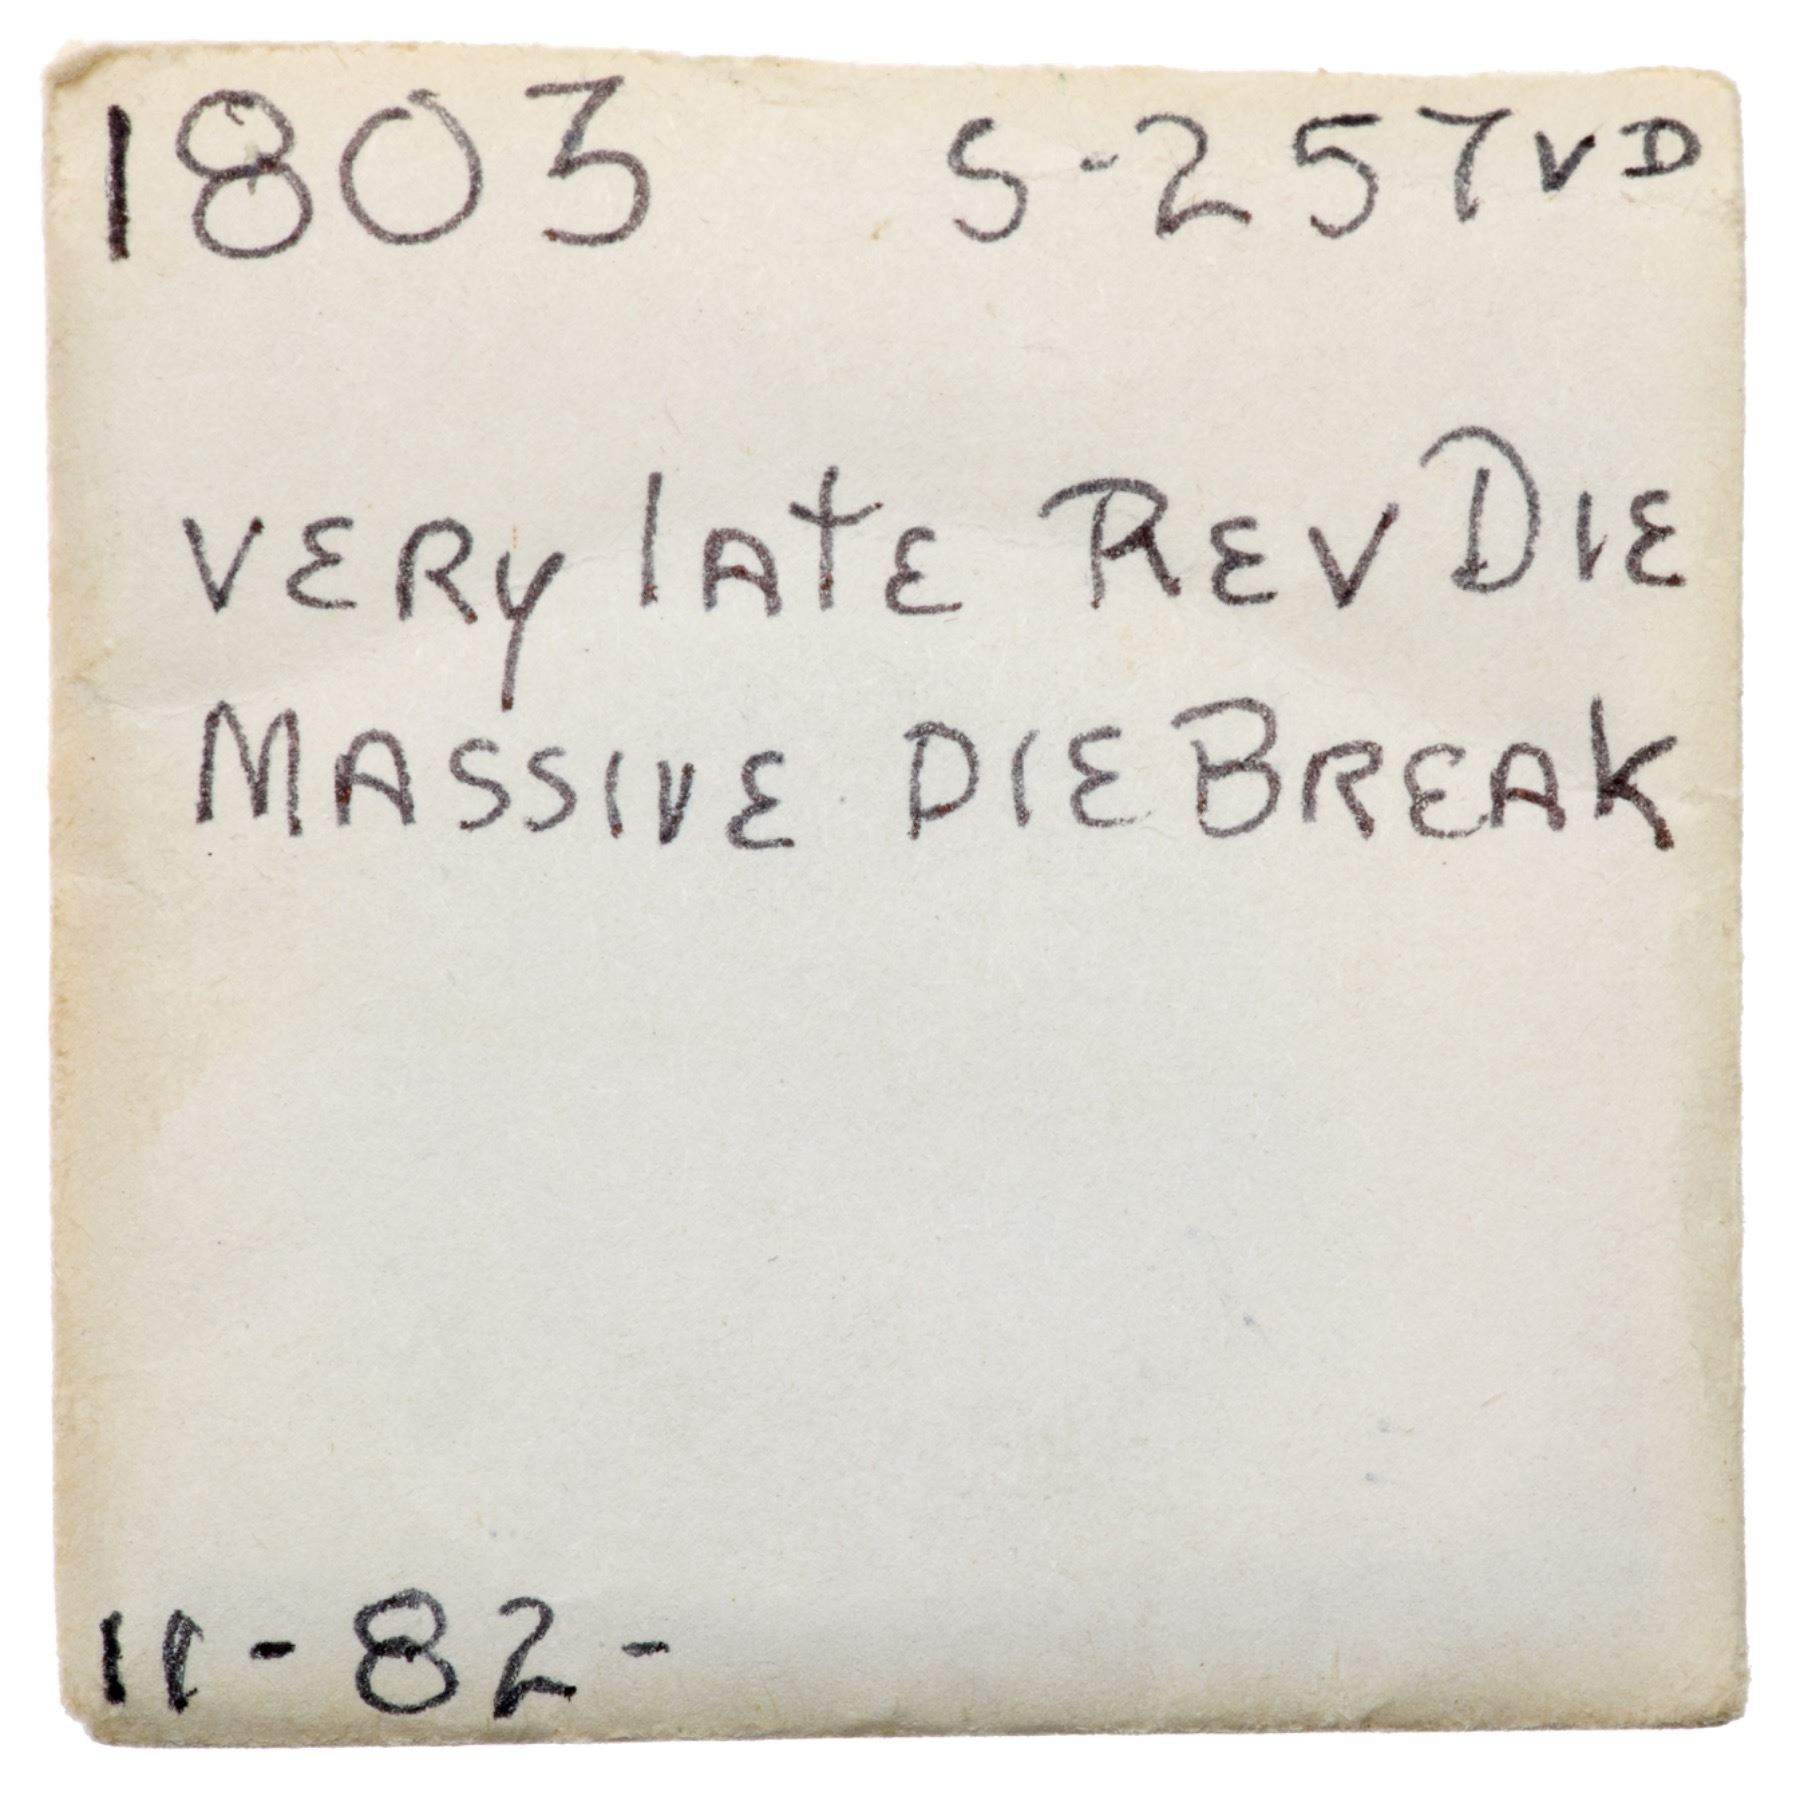 1803 S-257VD
VERy lATE REV DIE
MASSIVE DIE BREAK
11-82-